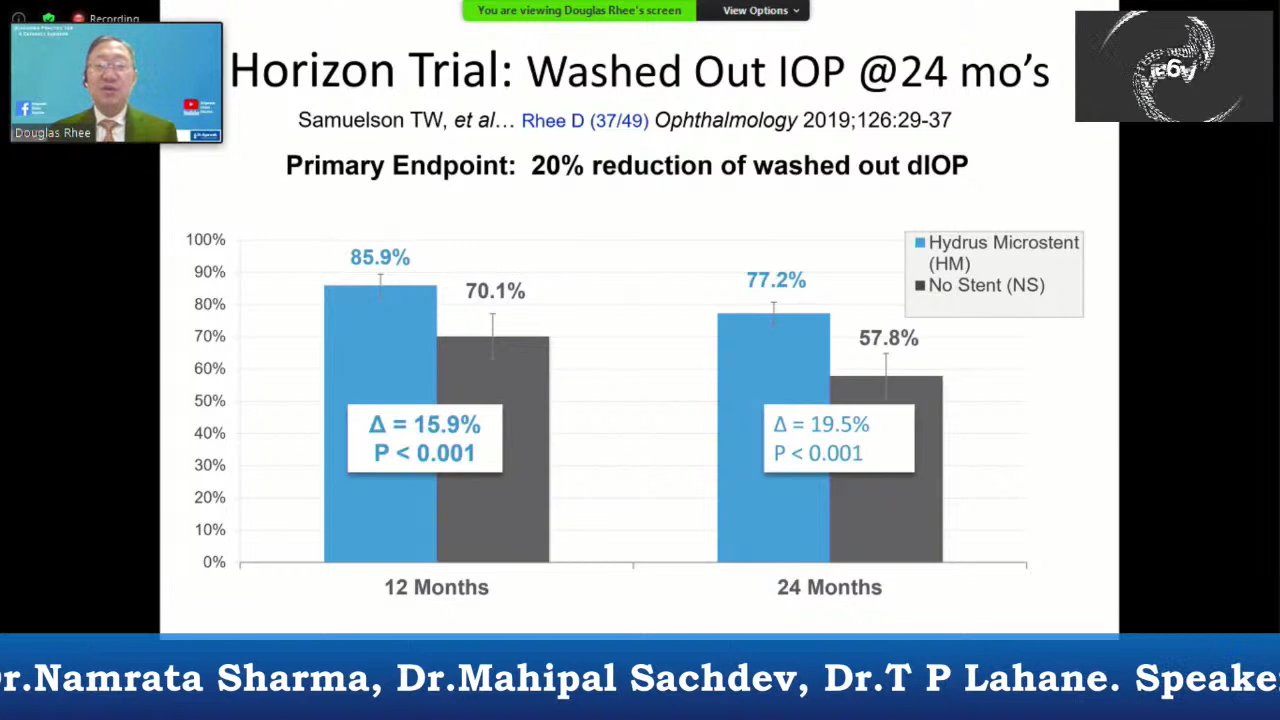 Recording
You are viewing Douglas Rhee's screen
View Options
Douglas Rhee
Horizon Trial: Washed Out IOP @24 mo's
Samuelson TW, et al... Rhee D (37/49) Ophthalmology 2019;126:29-37
Primary Endpoint: 20% reduction of washed out dIOP
100%
90%
80%
70%
60%
50%
40%
30%
20%
10%
0%
85.9%
70.1%
77.2%
57.8%
Hydrus Microstent
(HM)
No Stent (NS)
Δ = 15.9%
P < 0.001
Δ = 19.5%
P < 0.001
12 Months
24 Months
Dr.Namrata Sharma, Dr.Mahipal Sachdev, Dr.T P Lahane. Speake